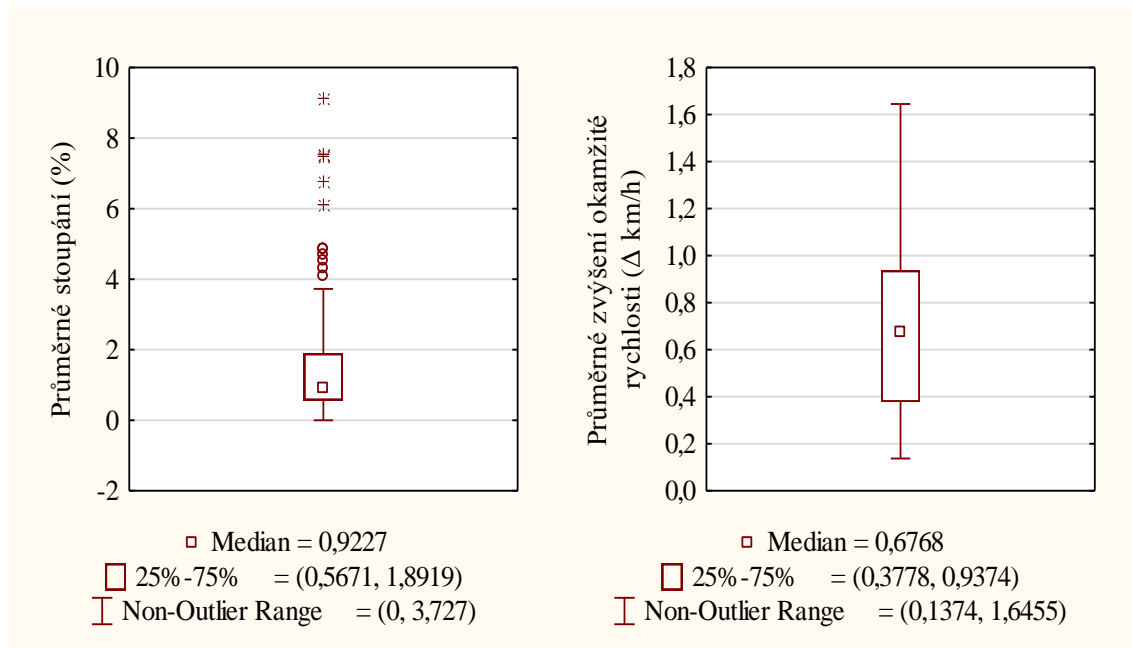 Průměrné stoupání (%)
10
8
6
4
2
0
-2
Median = 0,9227
25%-75% = (0,5671, 1,8919)
Non-Outlier Range = (0, 3,727)
Průměrné zvýšení okamžité
rychlosti (Δ km/h)
1,8
1,6
1,4
1,2
1,0
0,8
0,6
0,4
0,2
0,0
Median = 0,6768
25%-75% = (0,3778, 0,9374)
Non-Outlier Range = (0,1374, 1,6455)